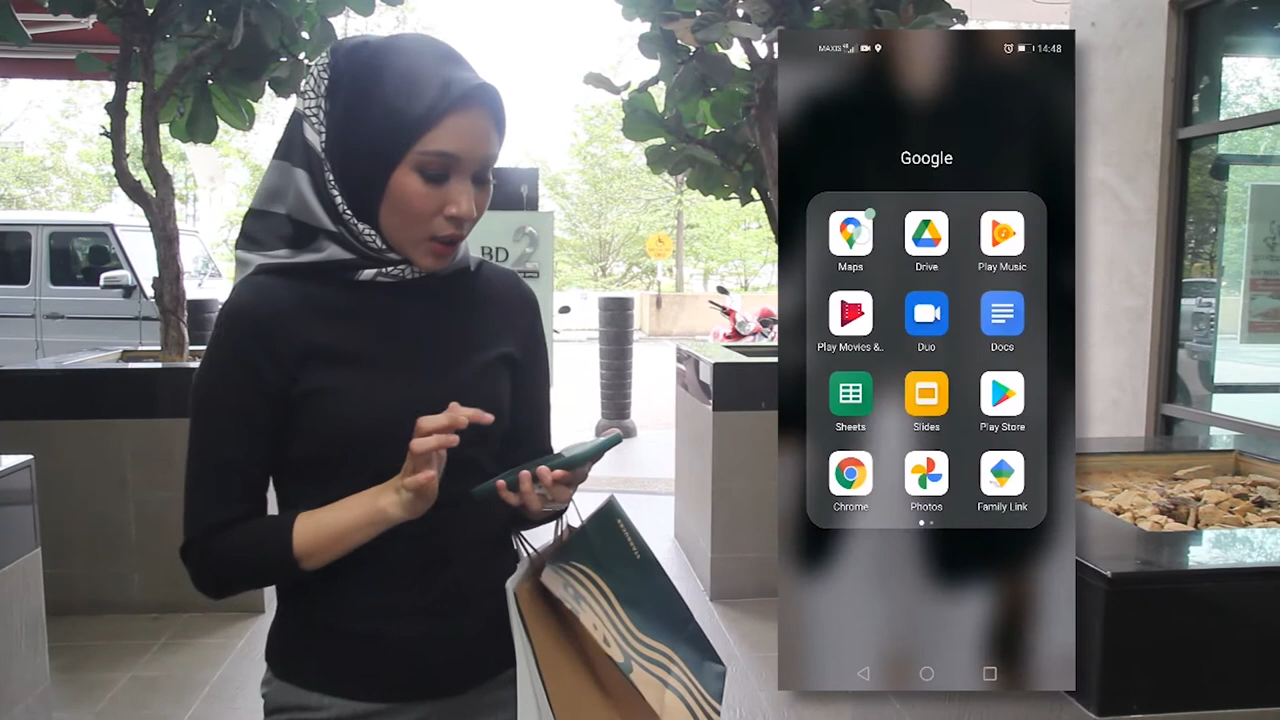 MAXIS
14:48
Google
Maps
Drive
Play Music
Play Movies &..
Duo
Docs
Sheets
Slides
Play Store
Chrome
Photos
Family Link
BD 2
STARBUCKS